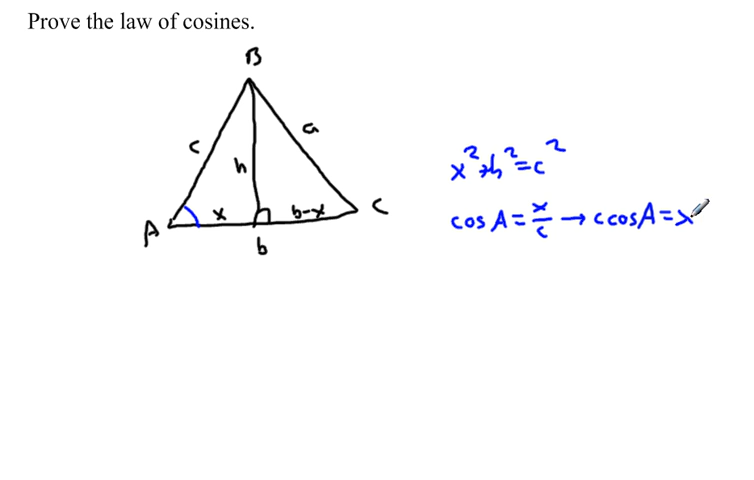 Prove the law of cosines.
B
c
a
h
x² + h² = c²
A
x
b-x
C
cos A = x/c → c cos A = x
b